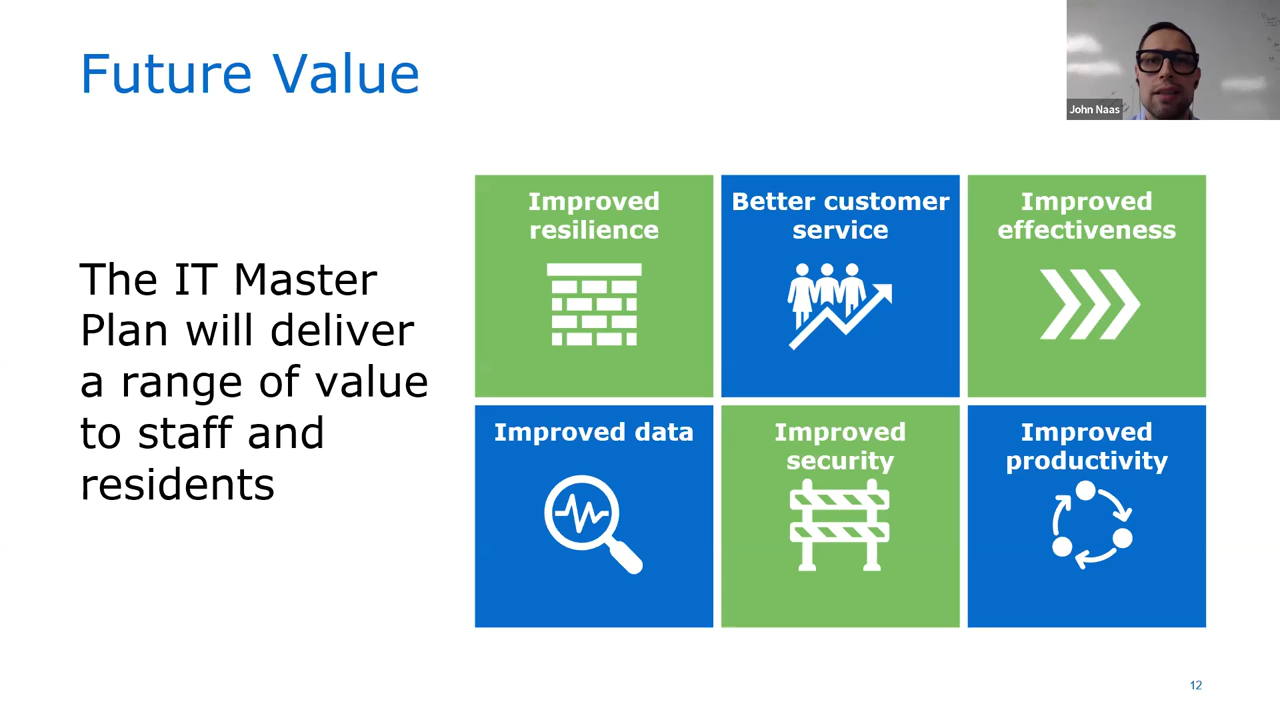 Future Value
John Naas
The IT Master
Plan will deliver
a range of value
to staff and
residents
Improved
resilience
Better customer
service
Improved
effectiveness
Improved data
Improved
security
Improved
productivity
12